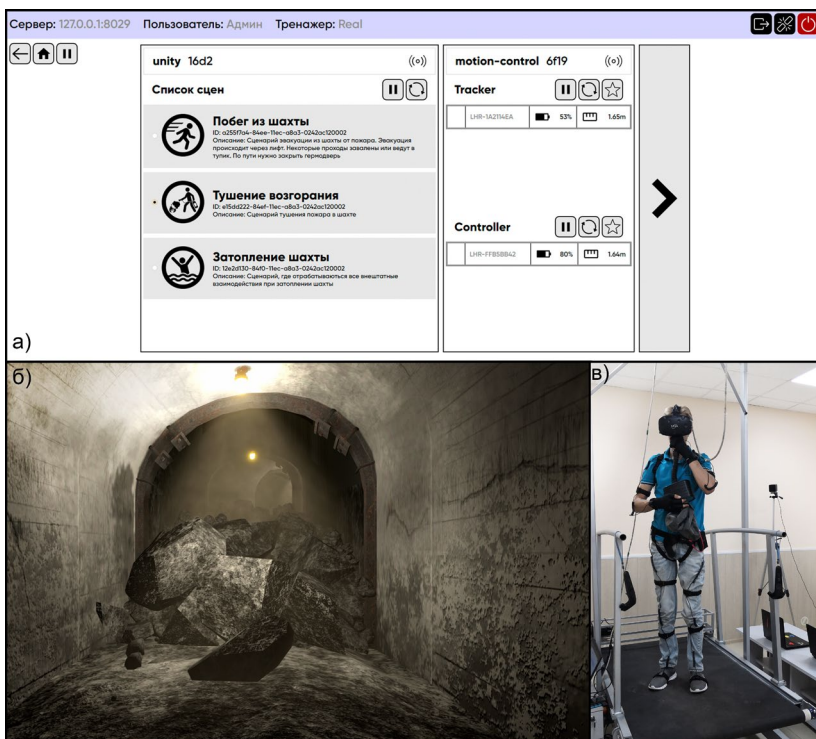 Сервер: 127.0.0.1:8029 Пользователь: Админ Тренажер: Real
unity 16d2
Список сцен
Побег из шахты
ID: a255f7a4-84ee-11ec-a8a3-0242ac120002
Описание: Сценарий эвакуации из шахты от пожара. Эвакуация
происходит через лифт. Некоторые проходы завалены или ведут в
тупик. По пути нужно закрыть гермодверь
Тушение возгорания
ID: e15dd222-84ef-11ec-a8a3-0242ac120002
Описание: Сценарий тушения пожара в шахте
Затопление шахты
ID: 12e2d130-84f0-11ec-a8a3-0242ac120002
Описание: Сценарий, где отрабатываются все внештатные
взаимодействия при затоплении шахты
motion-control 6f19
Tracker
LHR-1A2114EA 53% 1.65m
Controller
LHR-FFB5BB42 80% 1.64m
а)
б)
в)